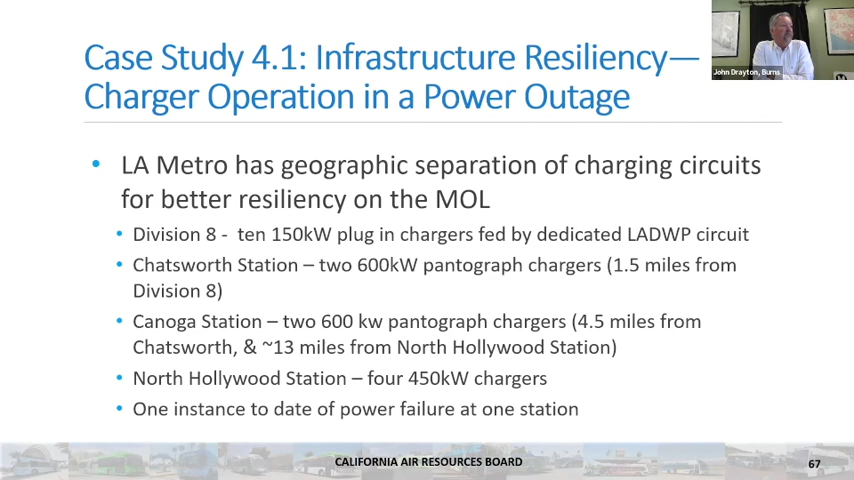 Case Study 4.1: Infrastructure Resiliency—
Charger Operation in a Power Outage
John Drayton, Burns
• LA Metro has geographic separation of charging circuits
for better resiliency on the MOL
• Division 8 - ten 150kW plug in chargers fed by dedicated LADWP circuit
• Chatsworth Station – two 600kW pantograph chargers (1.5 miles from
Division 8)
• Canoga Station – two 600 kw pantograph chargers (4.5 miles from
Chatsworth, & ~13 miles from North Hollywood Station)
• North Hollywood Station – four 450kW chargers
• One instance to date of power failure at one station
CALIFORNIA AIR RESOURCES BOARD
67